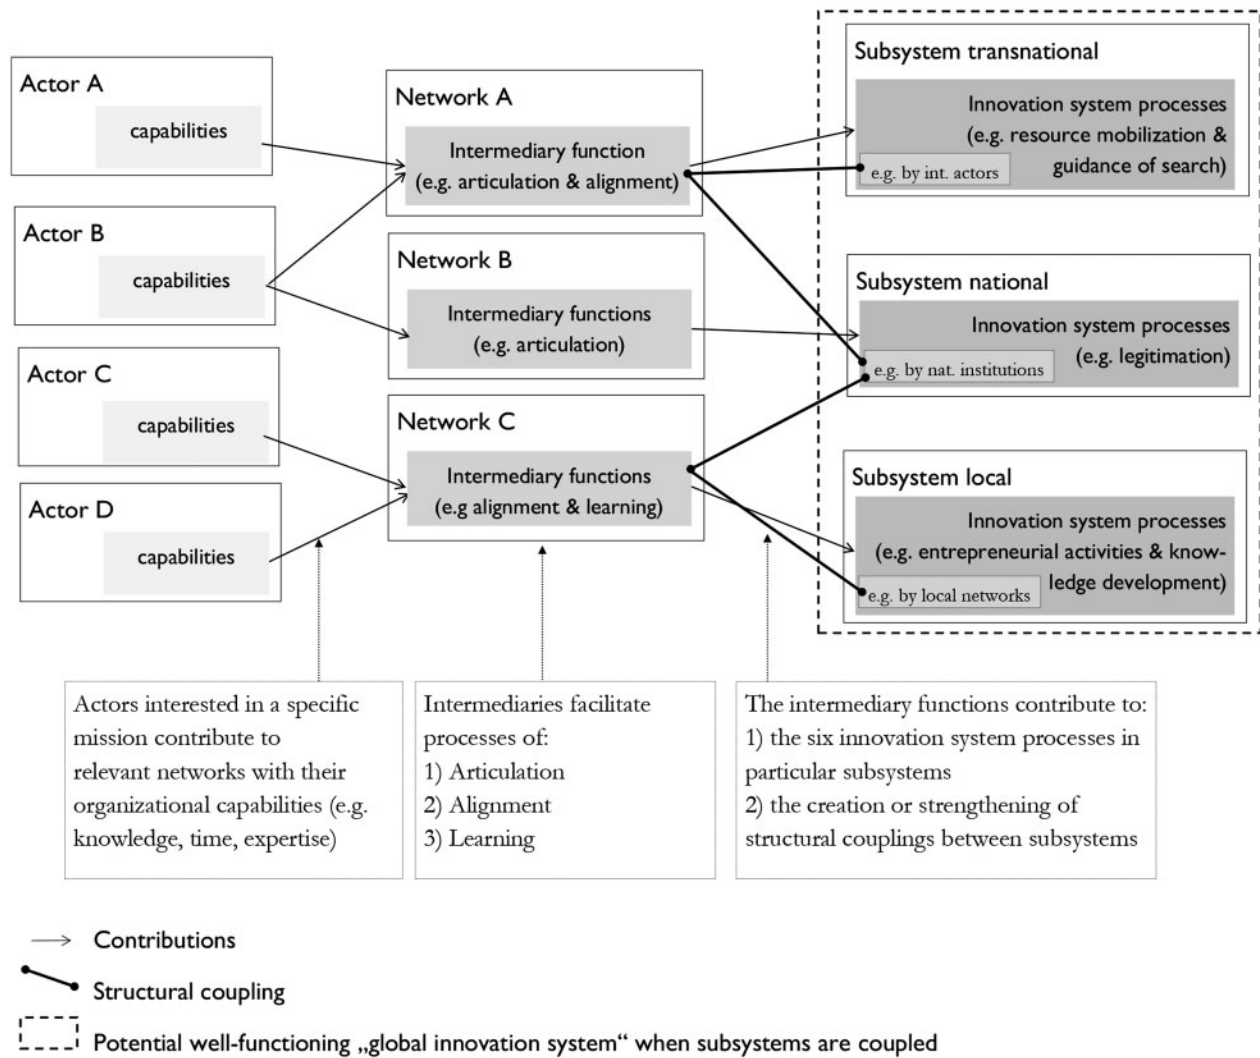 Actor A
capabilities
Actor B
capabilities
Actor C
capabilities
Actor D
capabilities
Network A
Intermediary function
(e.g. articulation & alignment)
Network B
Intermediary functions
(e.g. articulation)
Network C
Intermediary functions
(e.g alignment & learning)
Subsystem transnational
Innovation system processes
(e.g. resource mobilization &
guidance of search)
e.g. by int. actors
Subsystem national
Innovation system processes
(e.g. legitimation)
e.g. by nat. institutions
Subsystem local
Innovation system processes
(e.g. entrepreneurial activities & know-
ledge development)
e.g. by local networks
Actors interested in a specific
mission contribute to
relevant networks with their
organizational capabilities (e.g.
knowledge, time, expertise)
Intermediaries facilitate
processes of:
1) Articulation
2) Alignment
3) Learning
The intermediary functions contribute to:
1) the six innovation system processes in
particular subsystems
2) the creation or strengthening of
structural couplings between subsystems
Contributions
Structural coupling
Potential well-functioning „global innovation system“ when subsystems are coupled